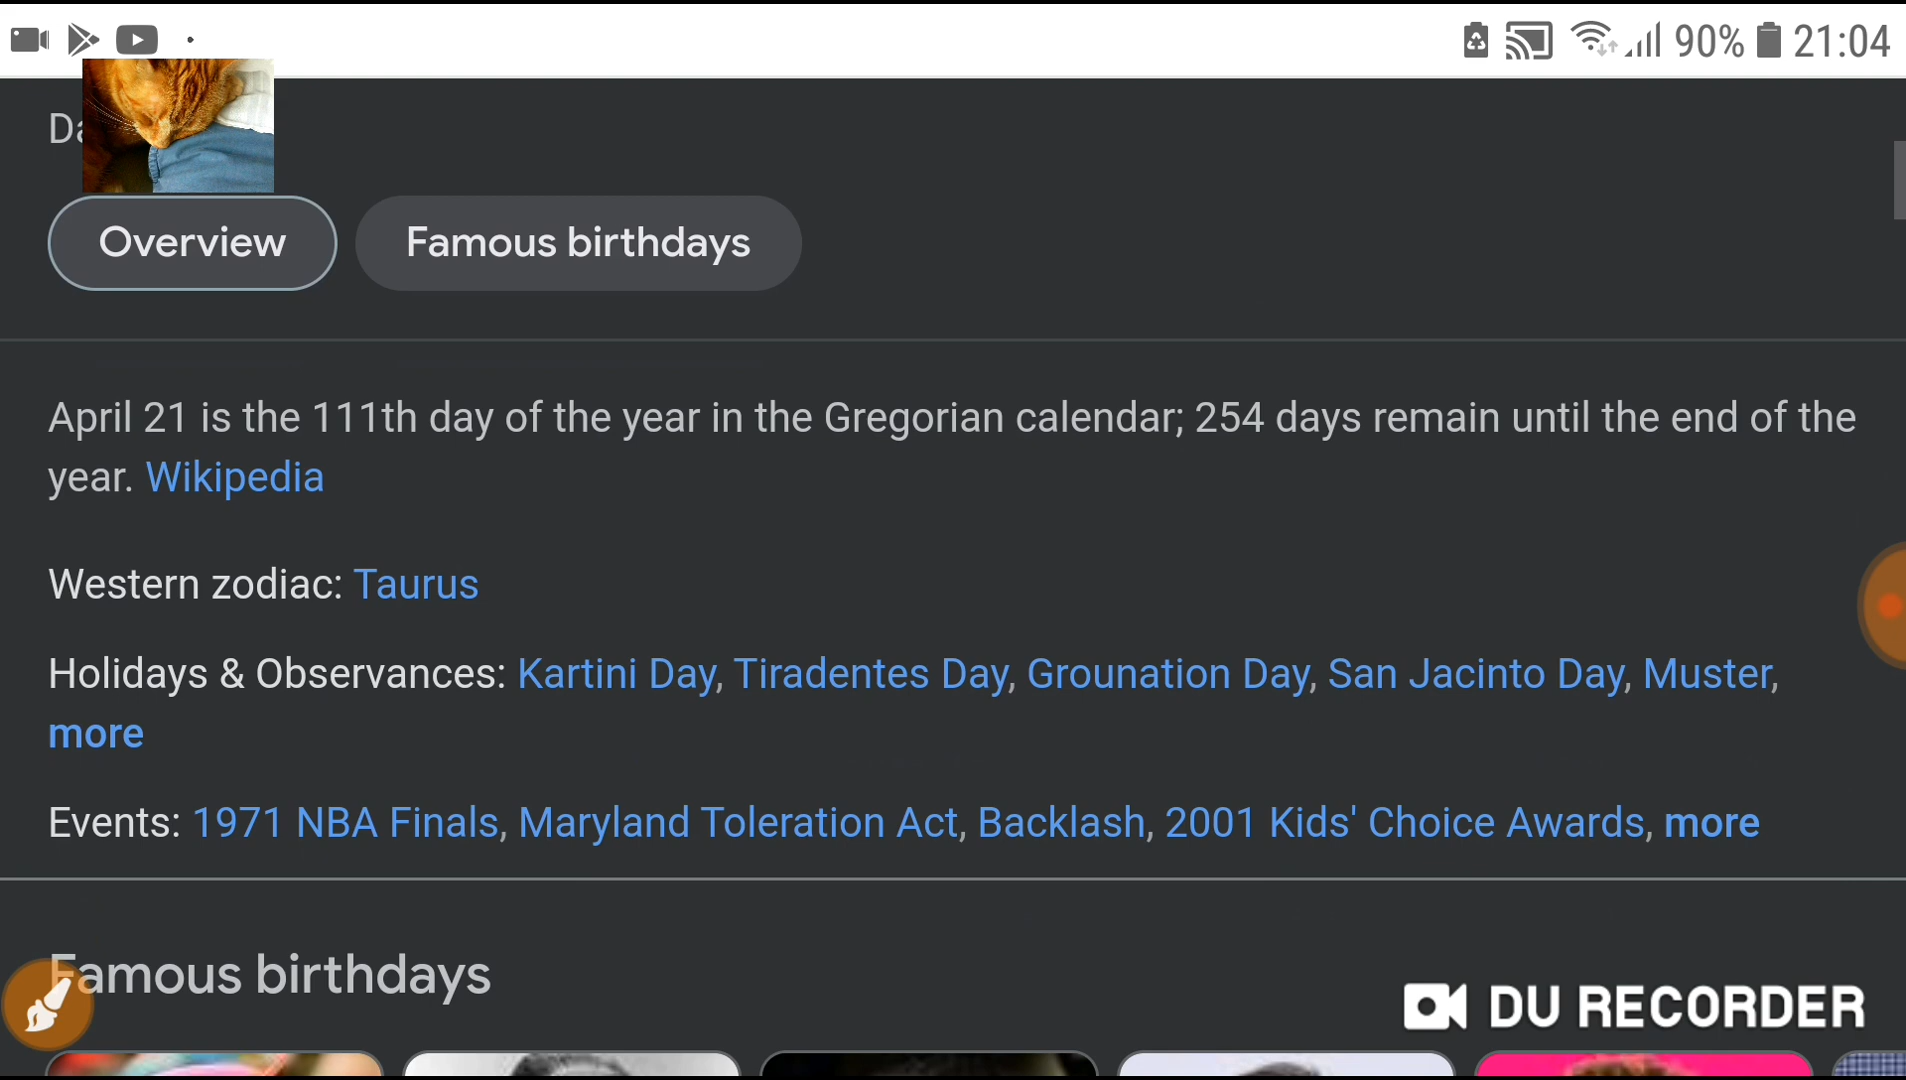 90% 21:04
Da
Overview Famous birthdays
April 21 is the 111th day of the year in the Gregorian calendar; 254 days remain until the end of the
year. Wikipedia
Western zodiac: Taurus
Holidays & Observances: Kartini Day, Tiradentes Day, Grounation Day, San Jacinto Day, Muster,
more
Events: 1971 NBA Finals, Maryland Toleration Act, Backlash, 2001 Kids' Choice Awards, more
Famous birthdays
DU RECORDER